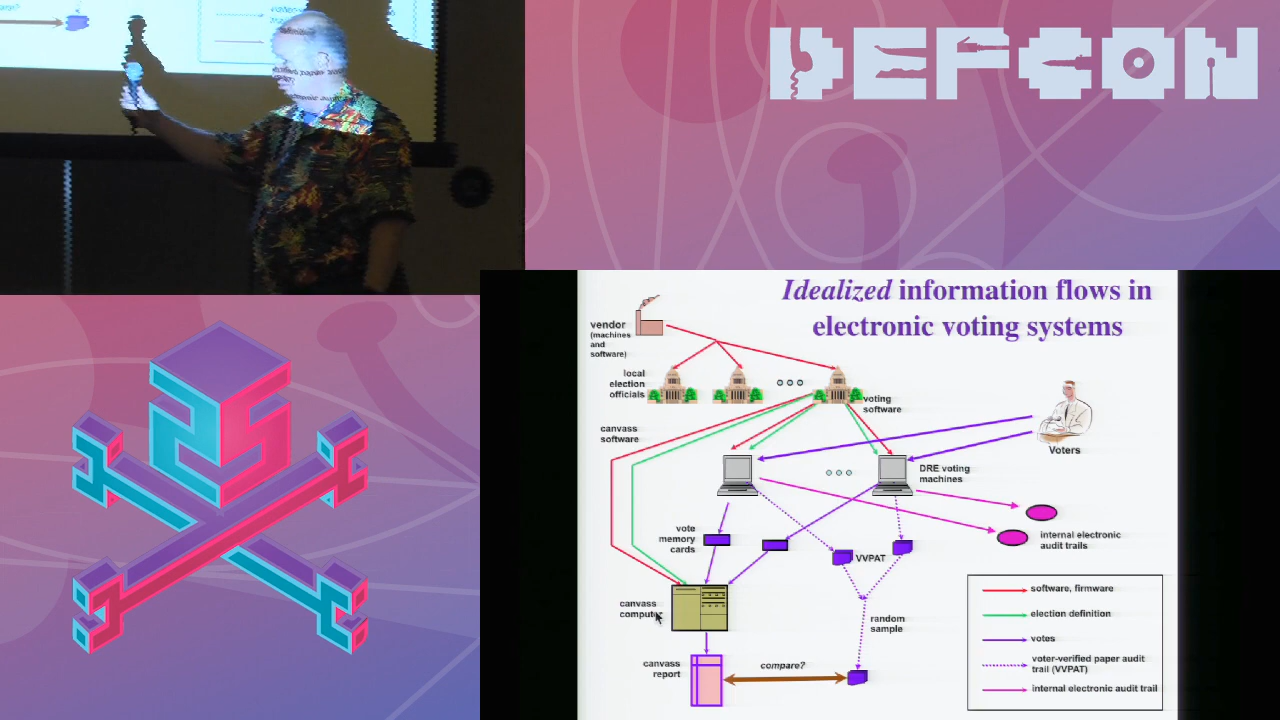 DEFCON
25
Idealized information flows in
electronic voting systems
vendor
(machines
and
software)
local
election
officials
voting
software
canvass
software
Voters
DRE voting
machines
vote
memory
cards
internal electronic
audit trails
VVPAT
canvass
computer
random
sample
canvass
report
compare?
software, firmware
election definition
votes
voter-verified paper audit
trail (VVPAT)
internal electronic audit trail